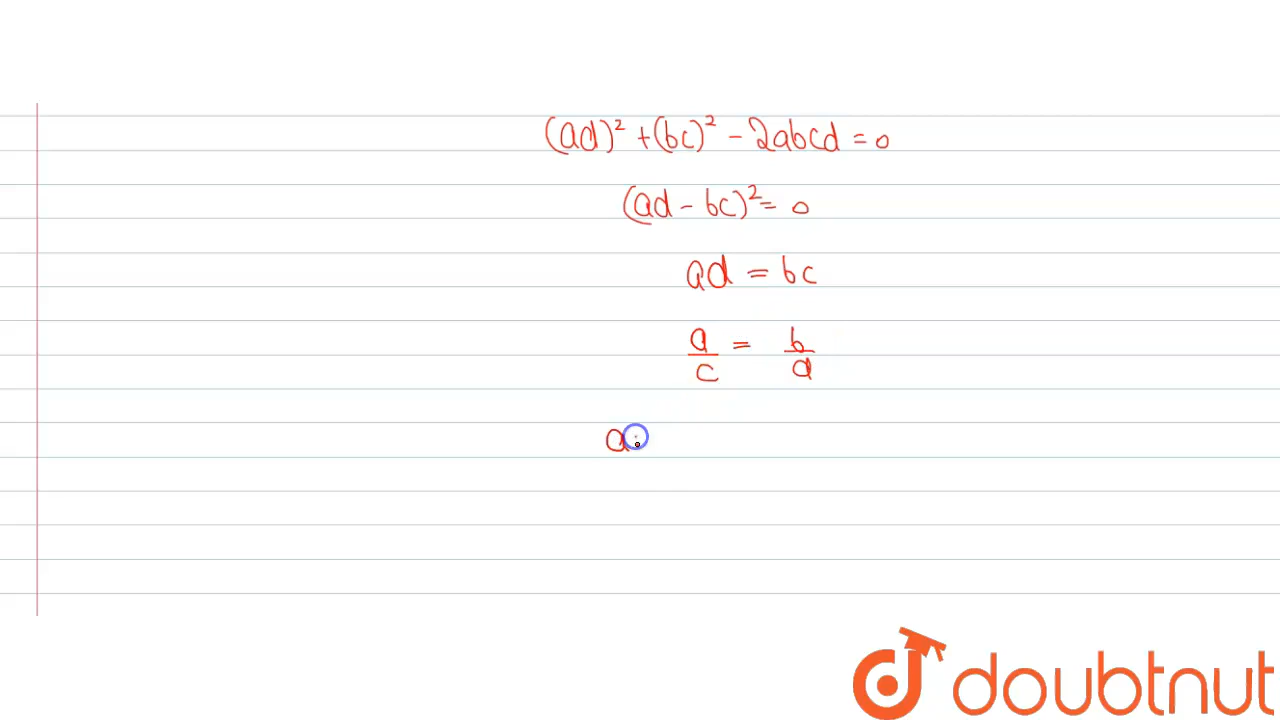 (ad)² + (bc)² - 2abcd = 0
(ad - bc)² = 0
ad = bc
a/c = b/d
a:
doubtnut